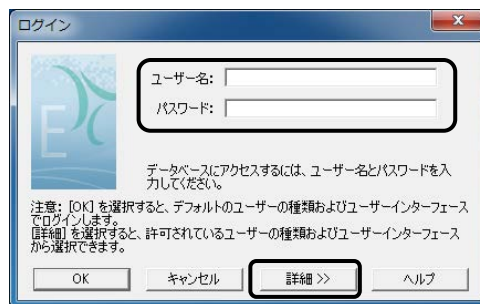 ログイン
ユーザー名:
パスワード:
データベースにアクセスするには、ユーザー名とパスワードを入
力してください。
注意: [OK] を選択すると、デフォルトのユーザーの種類およびユーザーインターフェース
でログインします。
[詳細] を選択すると、許可されているユーザーの種類およびユーザーインターフェース
から選択できます。
OK キャンセル 詳細 >> ヘルプ